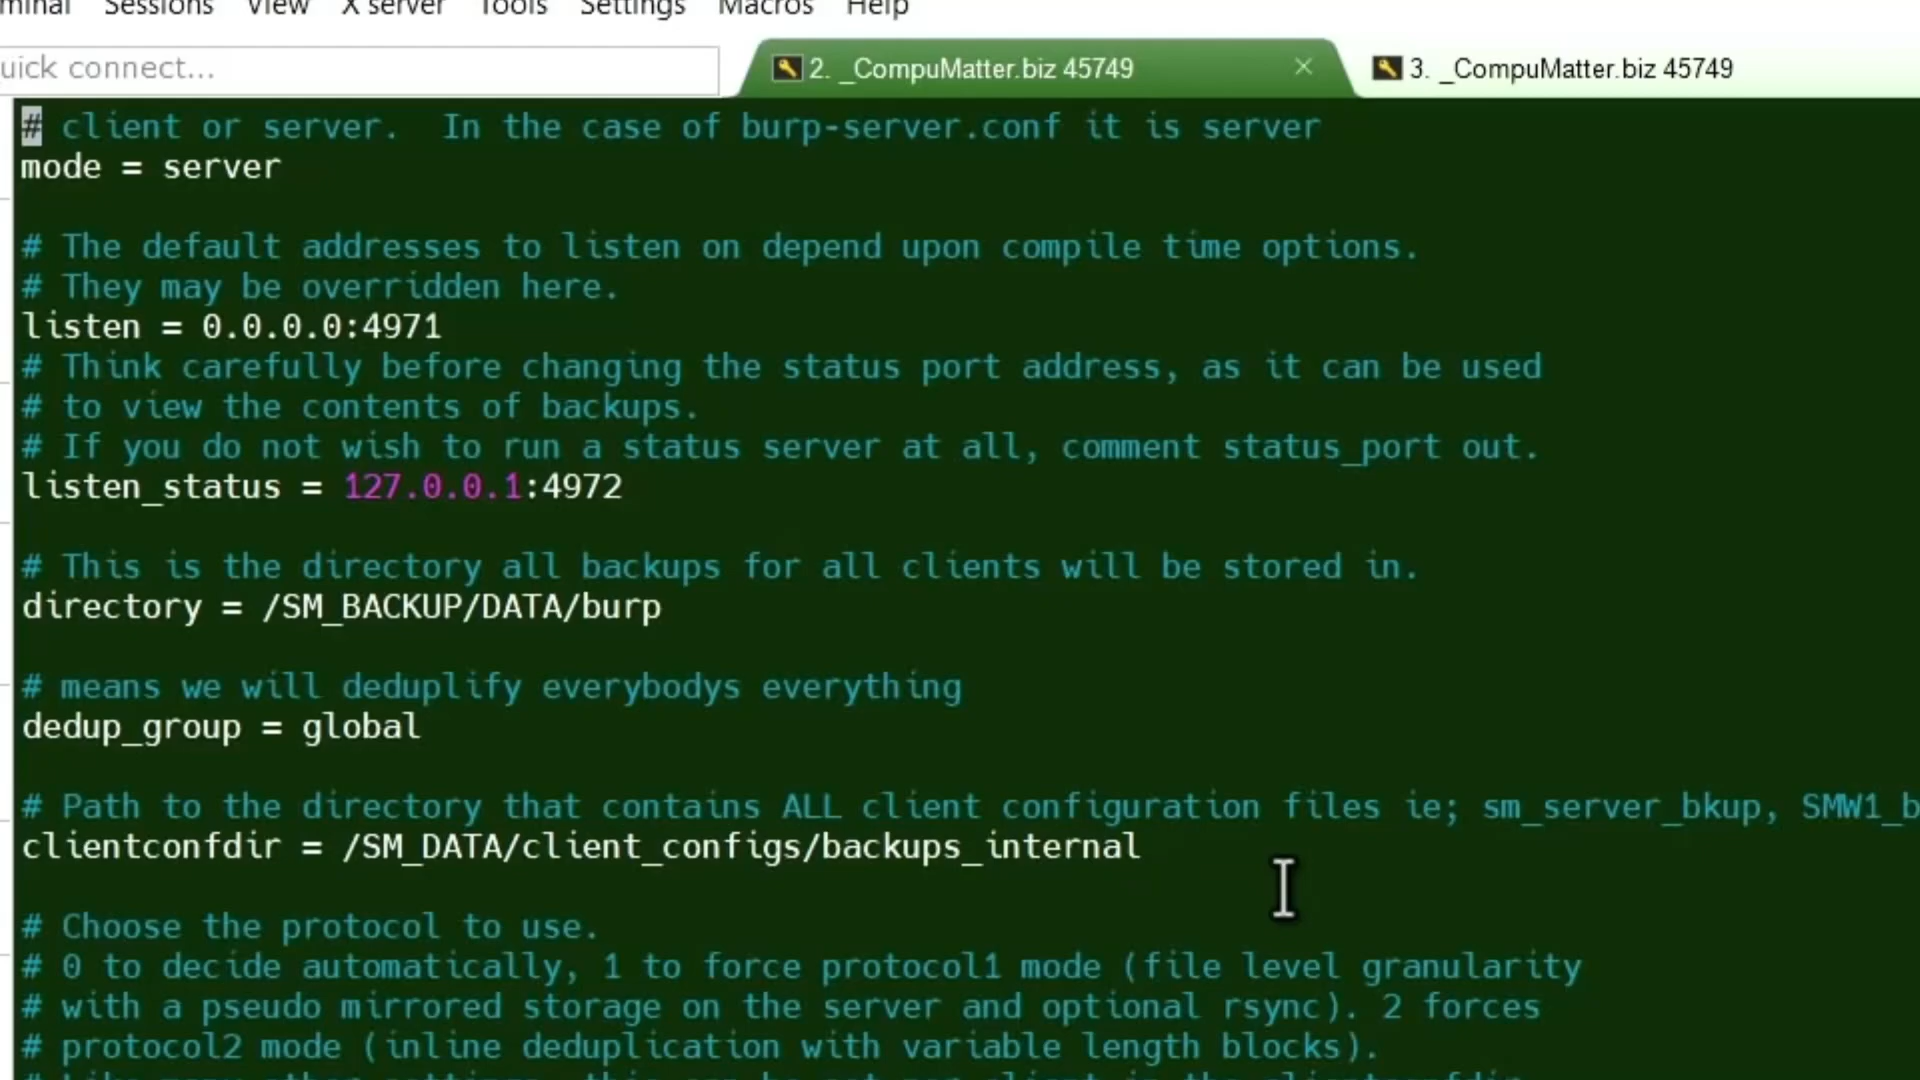 minal Sessions View X server Tools Settings Macros Help
uick connect... 2. _CompuMatter.biz 45749 × 3. _CompuMatter.biz 45749
# client or server.  In the case of burp-server.conf it is server
mode = server
# The default addresses to listen on depend upon compile time options.
# They may be overridden here.
listen = 0.0.0.0:4971
# Think carefully before changing the status port address, as it can be used
# to view the contents of backups.
# If you do not wish to run a status server at all, comment status_port out.
listen_status = 127.0.0.1:4972
# This is the directory all backups for all clients will be stored in.
directory = /SM_BACKUP/DATA/burp
# means we will deduplify everybodys everything
dedup_group = global
# Path to the directory that contains ALL client configuration files ie; sm_server_bkup, SMW1_b
clientconfdir = /SM_DATA/client_configs/backups_internal
# Choose the protocol to use.
# 0 to decide automatically, 1 to force protocol1 mode (file level granularity
# with a pseudo mirrored storage on the server and optional rsync). 2 forces
# protocol2 mode (inline deduplication with variable length blocks).